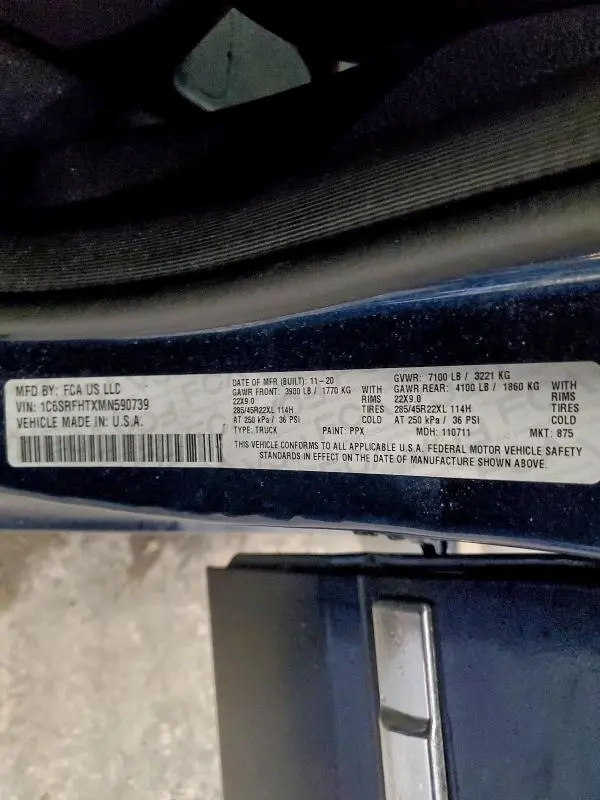 MFD BY: FCA US LLC
VIN: 1C6SRFHTXMN590739
VEHICLE MADE IN: U.S.A.
DATE OF MFR (BUILT): 11-20
GAWR FRONT: 3900 LB / 1770 KG WITH
22X9.0 RIMS
285/45R22XL 114H TIRES
AT 250 kPa / 36 PSI COLD
TYPE: TRUCK PAINT: PPX
GVWR: 7100 LB / 3221 KG
GAWR REAR: 4100 LB / 1860 KG WITH
22X9.0 RIMS
285/45R22XL 114H TIRES
AT 250 kPa / 36 PSI COLD
MDH: 110711 MKT: 875
THIS VEHICLE CONFORMS TO ALL APPLICABLE U.S.A. FEDERAL MOTOR VEHICLE SAFETY
STANDARDS IN EFFECT ON THE DATE OF MANUFACTURE SHOWN ABOVE.